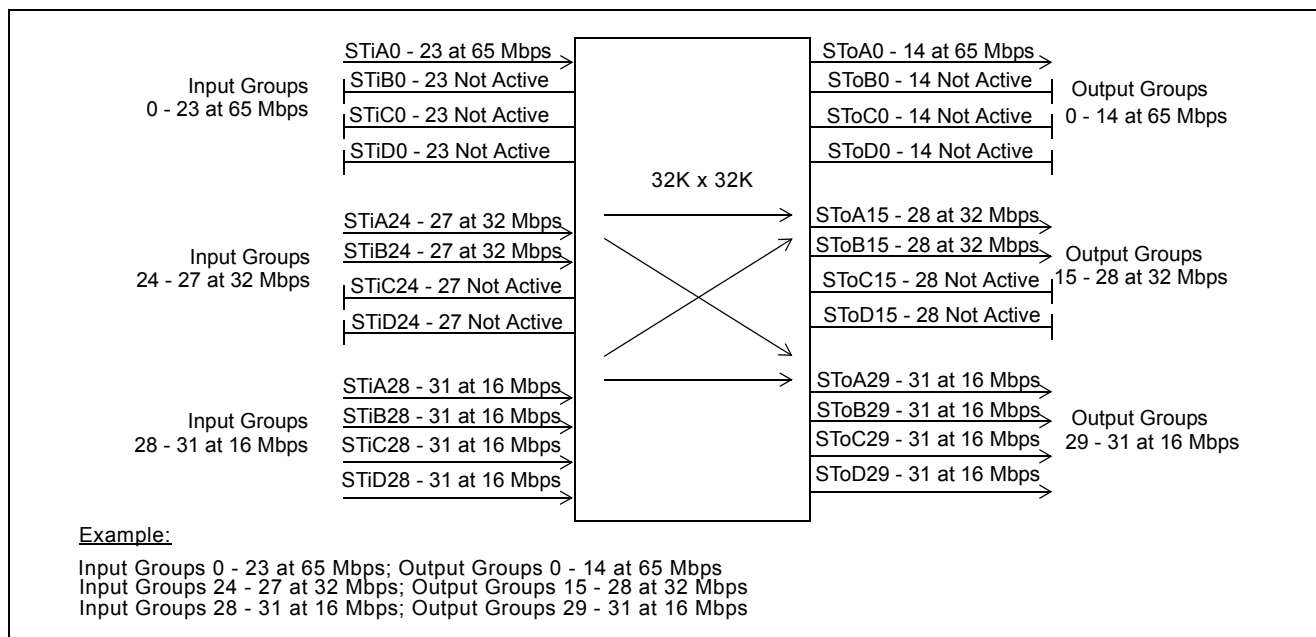 STiA0 - 23 at 65 Mbps
STiB0 - 23 Not Active
STiC0 - 23 Not Active
STiD0 - 23 Not Active
Input Groups
0 - 23 at 65 Mbps
STiA24 - 27 at 32 Mbps
STiB24 - 27 at 32 Mbps
STiC24 - 27 Not Active
STiD24 - 27 Not Active
Input Groups
24 - 27 at 32 Mbps
STiA28 - 31 at 16 Mbps
STiB28 - 31 at 16 Mbps
STiC28 - 31 at 16 Mbps
STiD28 - 31 at 16 Mbps
Input Groups
28 - 31 at 16 Mbps
32K x 32K
SToA0 - 14 at 65 Mbps
SToB0 - 14 Not Active
SToC0 - 14 Not Active
SToD0 - 14 Not Active
Output Groups
0 - 14 at 65 Mbps
SToA15 - 28 at 32 Mbps
SToB15 - 28 at 32 Mbps
SToC15 - 28 Not Active
SToD15 - 28 Not Active
Output Groups
15 - 28 at 32 Mbps
SToA29 - 31 at 16 Mbps
SToB29 - 31 at 16 Mbps
SToC29 - 31 at 16 Mbps
SToD29 - 31 at 16 Mbps
Output Groups
29 - 31 at 16 Mbps
Example:
Input Groups 0 - 23 at 65 Mbps; Output Groups 0 - 14 at 65 Mbps
Input Groups 24 - 27 at 32 Mbps; Output Groups 15 - 28 at 32 Mbps
Input Groups 28 - 31 at 16 Mbps; Output Groups 29 - 31 at 16 Mbps